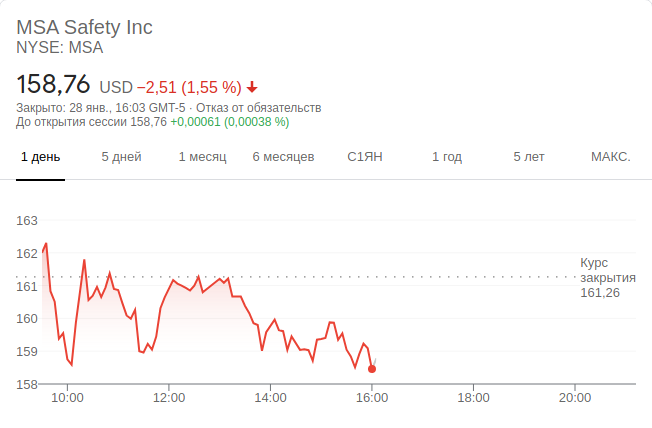 MSA Safety Inc
NYSE: MSA
158,76 USD −2,51 (1,55 %)
Закрыто: 28 янв., 16:03 GMT-5 · Отказ от обязательств
До открытия сессии 158,76 +0,00061 (0,00038 %)
1 день 5 дней 1 месяц 6 месяцев С1ЯН 1 год 5 лет МАКС.
163
162
Курс
закрытия
161,26
161
160
159
158
10:00 12:00 14:00 16:00 18:00 20:00